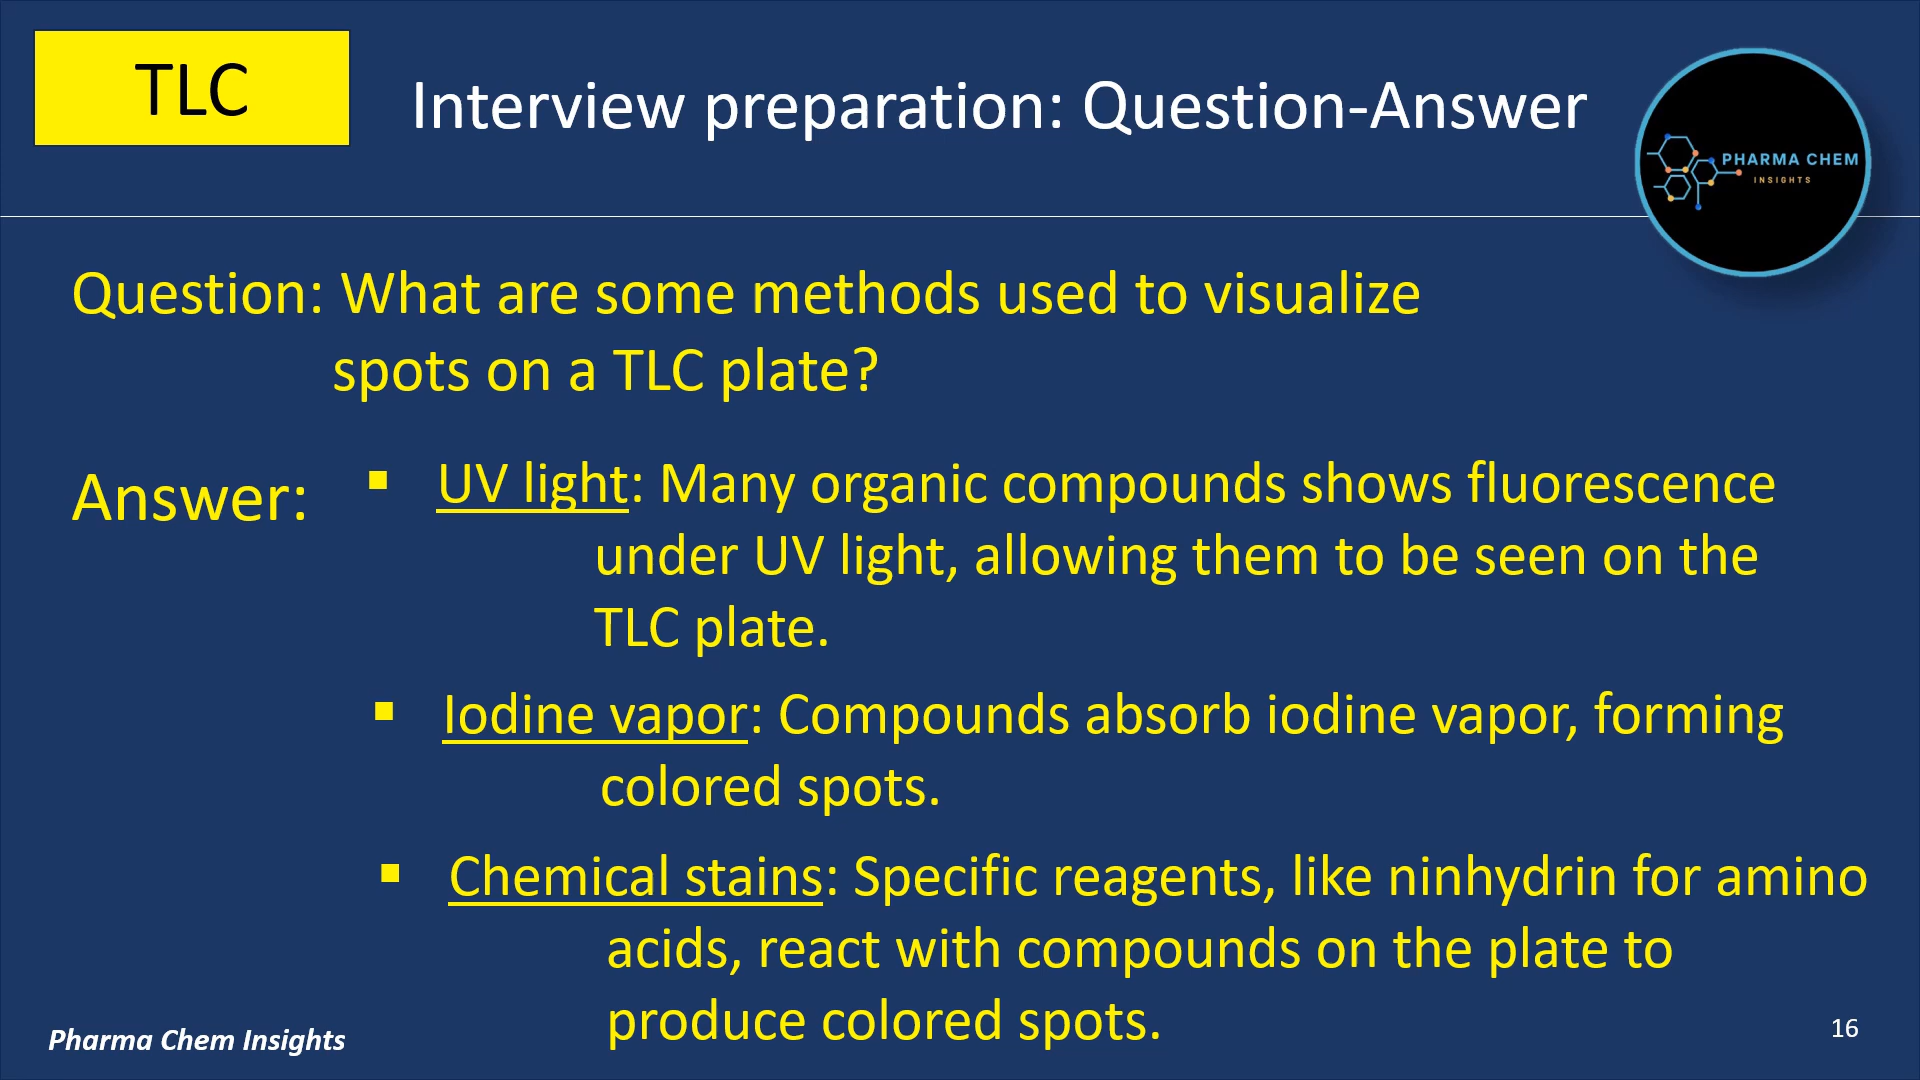 TLC
Interview preparation: Question-Answer
PHARMA CHEM
INSIGHTS
Question: What are some methods used to visualize
spots on a TLC plate?
Answer:
▪ UV light: Many organic compounds shows fluorescence
under UV light, allowing them to be seen on the
TLC plate.
▪ Iodine vapor: Compounds absorb iodine vapor, forming
colored spots.
▪ Chemical stains: Specific reagents, like ninhydrin for amino
acids, react with compounds on the plate to
produce colored spots.
Pharma Chem Insights
16